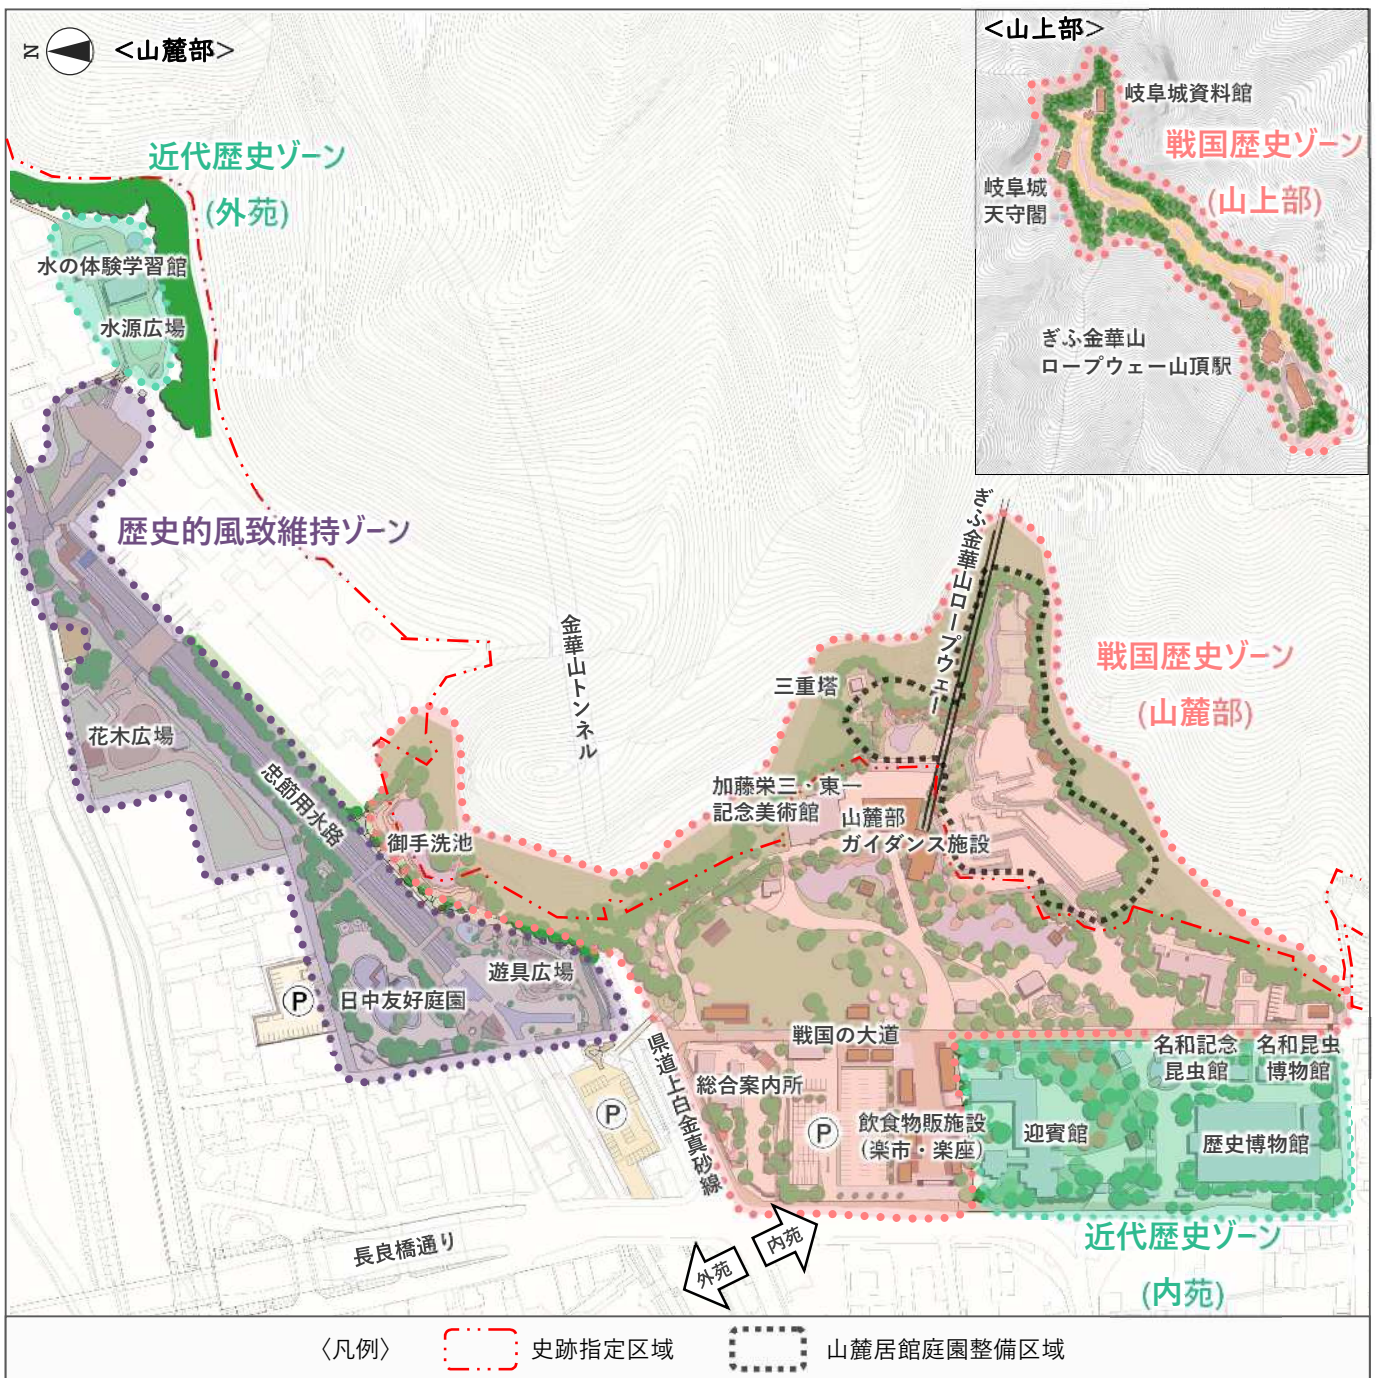 N
<山麓部>
<山上部>
岐阜城資料館
戦国歴史ゾーン
(山上部)
岐阜城
天守閣
ぎふ金華山
ロープウェー山頂駅
近代歴史ゾーン
(外苑)
水の体験学習館
水源広場
歴史的風致維持ゾーン
ぎふ金華山ロープウェー
金華山トンネル
戦国歴史ゾーン
(山麓部)
三重塔
花木広場
忠節用水路
御手洗池
加藤栄三・東一
記念美術館
山麓部
ガイダンス施設
遊具広場
日中友好庭園
P
戦国の大道
県道上白金真砂線
総合案内所
名和記念
昆虫館
名和昆虫
博物館
P
P
飲食物販施設
(楽市・楽座)
迎賓館
歴史博物館
長良橋通り
外苑
内苑
近代歴史ゾーン
(内苑)
〈凡例〉
史跡指定区域
山麓居館庭園整備区域